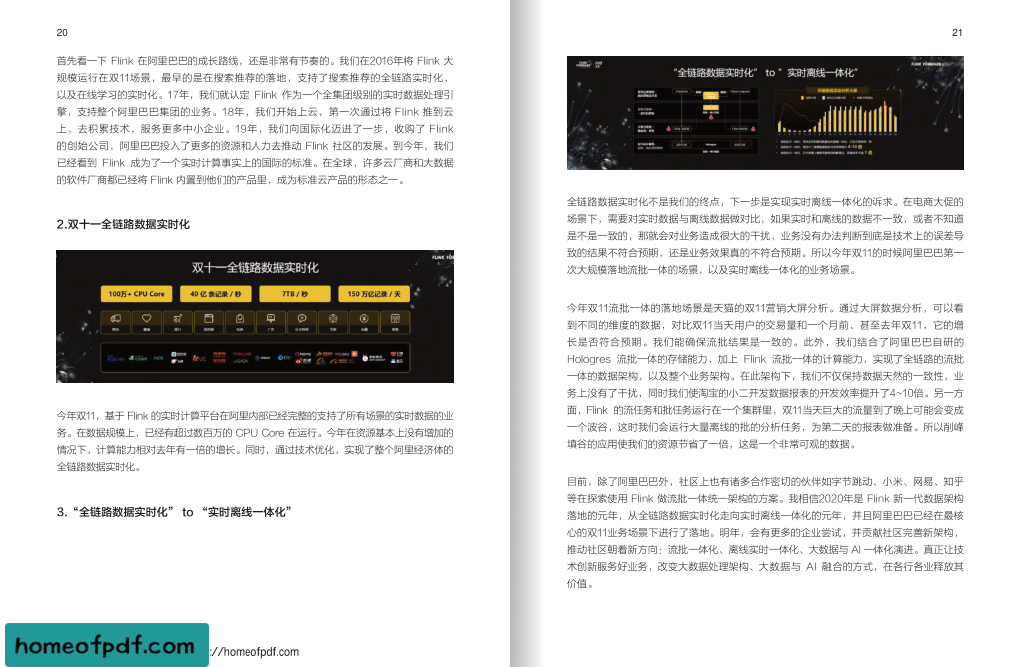 20
首先看一下 Flink 在阿里巴巴的成长路线，还是非常有节奏的。我们在2016年将 Flink 大
规模运行在双11场景，最早的是在搜索推荐的落地，支持了搜索推荐的全链路实时化，
以及在线学习的实时化。17年，我们就认定 Flink 作为一个全集团级别的实时数据处理引
擎，支持整个阿里巴巴集团的业务。18年，我们开始上云，第一次通过将 Flink 推到云
上，去积累技术，服务更多中小企业。19年，我们向国际化迈进了一步，收购了 Flink
的创始公司，阿里巴巴投入了更多的资源和人力去推动 Flink 社区的发展。到今年，我们
已经看到 Flink 成为了一个实时计算事实上的国际的标准。在全球，许多云厂商和大数据
的软件厂商都已经将 Flink 内置到他们的产品里，成为标准云产品的形态之一。
2.双十一全链路数据实时化
双十一全链路数据实时化
100万+ CPU Core
40 亿 条记录 / 秒
7TB / 秒
150 万亿记录 / 天
今年双11，基于 Flink 的实时计算平台在阿里内部已经完整的支持了所有场景的实时数据的业
务。在数据规模上，已经有超过数百万的 CPU Core 在运行。今年在资源基本上没有增加的
情况下，计算能力相对去年有一倍的增长。同时，通过技术优化，实现了整个阿里经济体的
全链路数据实时化。
3.“全链路数据实时化” to “实时离线一体化”
homeofpdf.com
://homeofpdf.com
21
“全链路数据实时化” to “ 实时离线一体化”
全链路数据实时化不是我们的终点，下一步是实现实时离线一体化的诉求。在电商大促的
场景下，需要对实时数据与离线数据做对比，如果实时和离线的数据不一致，或者不知道
是不是一致的，那就会对业务造成很大的干扰，业务没有办法判断到底是技术上的误差导
致的结果不符合预期，还是业务效果真的不符合预期。所以今年双11的时候阿里巴巴第一
次大规模落地流批一体的场景，以及实时离线一体化的业务场景。
今年双11流批一体的落地场景是天猫的双11营销大屏分析。通过大屏数据分析，可以看
到不同的维度的数据，对比双11当天用户的交易量和一个月前、甚至去年双11，它的增
长是否符合预期。我们能确保流批结果是一致的。此外，我们结合了阿里巴巴自研的
Hologres 流批一体的存储能力，加上 Flink 流批一体的计算能力，实现了全链路的流批
一体的数据架构，以及整个业务架构。在此架构下，我们不仅保持数据天然的一致性，业
务上没有了干扰，同时我们使淘宝的小二开发数据报表的开发效率提升了4~10倍。另一方
面，Flink 的流任务和批任务运行在一个集群里，双11当天巨大的流量到了晚上可能会变成
一个波谷，这时我们会运行大量离线的批的分析任务，为第二天的报表做准备。所以削峰
填谷的应用使我们的资源节省了一倍，这是一个非常可观的数据。
目前，除了阿里巴巴外，社区上也有诸多合作密切的伙伴如字节跳动、小米、网易、知乎
等在探索使用 Flink 做流批一体统一架构的方案。我相信2020年是 Flink 新一代数据架构
落地的元年，从全链路数据实时化走向实时离线一体化的元年，并且阿里巴巴已经在最核
心的双11业务场景下进行了落地。明年，会有更多的企业尝试，并贡献社区完善新架构，
推动社区朝着新方向：流批一体化、离线实时一体化、大数据与 AI 一体化演进。真正让技
术创新服务好业务，改变大数据处理架构、大数据与 AI 融合的方式，在各行各业释放其
价值。